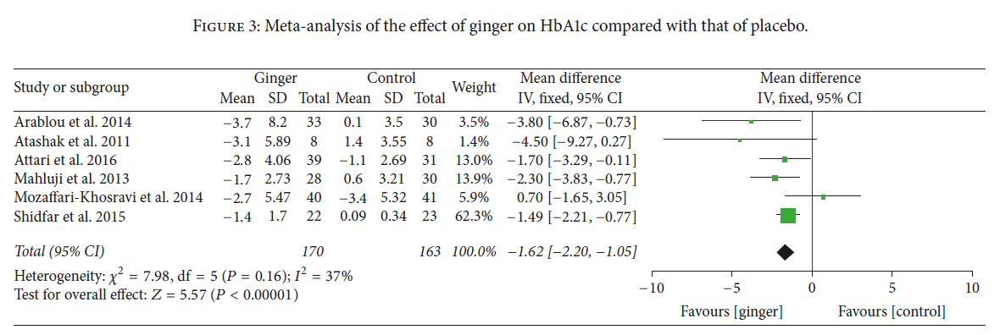 FIGURE 3: Meta-analysis of the effect of ginger on HbA1c compared with that of placebo.
Study or subgroup Ginger Control Weight Mean difference Mean difference
Mean SD Total Mean SD Total IV, fixed, 95% CI IV, fixed, 95% CI
Arablou et al. 2014 −3.7 8.2 33 0.1 3.5 30 3.5% −3.80 [−6.87, −0.73]
Atashak et al. 2011 −3.1 5.89 8 1.4 3.55 8 1.4% −4.50 [−9.27, 0.27]
Attari et al. 2016 −2.8 4.06 39 −1.1 2.69 31 13.0% −1.70 [−3.29, −0.11]
Mahluji et al. 2013 −1.7 2.73 28 0.6 3.21 30 13.9% −2.30 [−3.83, −0.77]
Mozaffari-Khosravi et al. 2014 −2.7 5.47 40 −3.4 5.32 41 5.9% 0.70 [−1.65, 3.05]
Shidfar et al. 2015 −1.4 1.7 22 0.09 0.34 23 62.3% −1.49 [−2.21, −0.77]
Total (95% CI) 170 163 100.0% −1.62 [−2.20, −1.05]
Heterogeneity: χ² = 7.98, df = 5 (P = 0.16); I² = 37%
Test for overall effect: Z = 5.57 (P < 0.00001)
−10 −5 0 5 10
Favours [ginger] Favours [control]